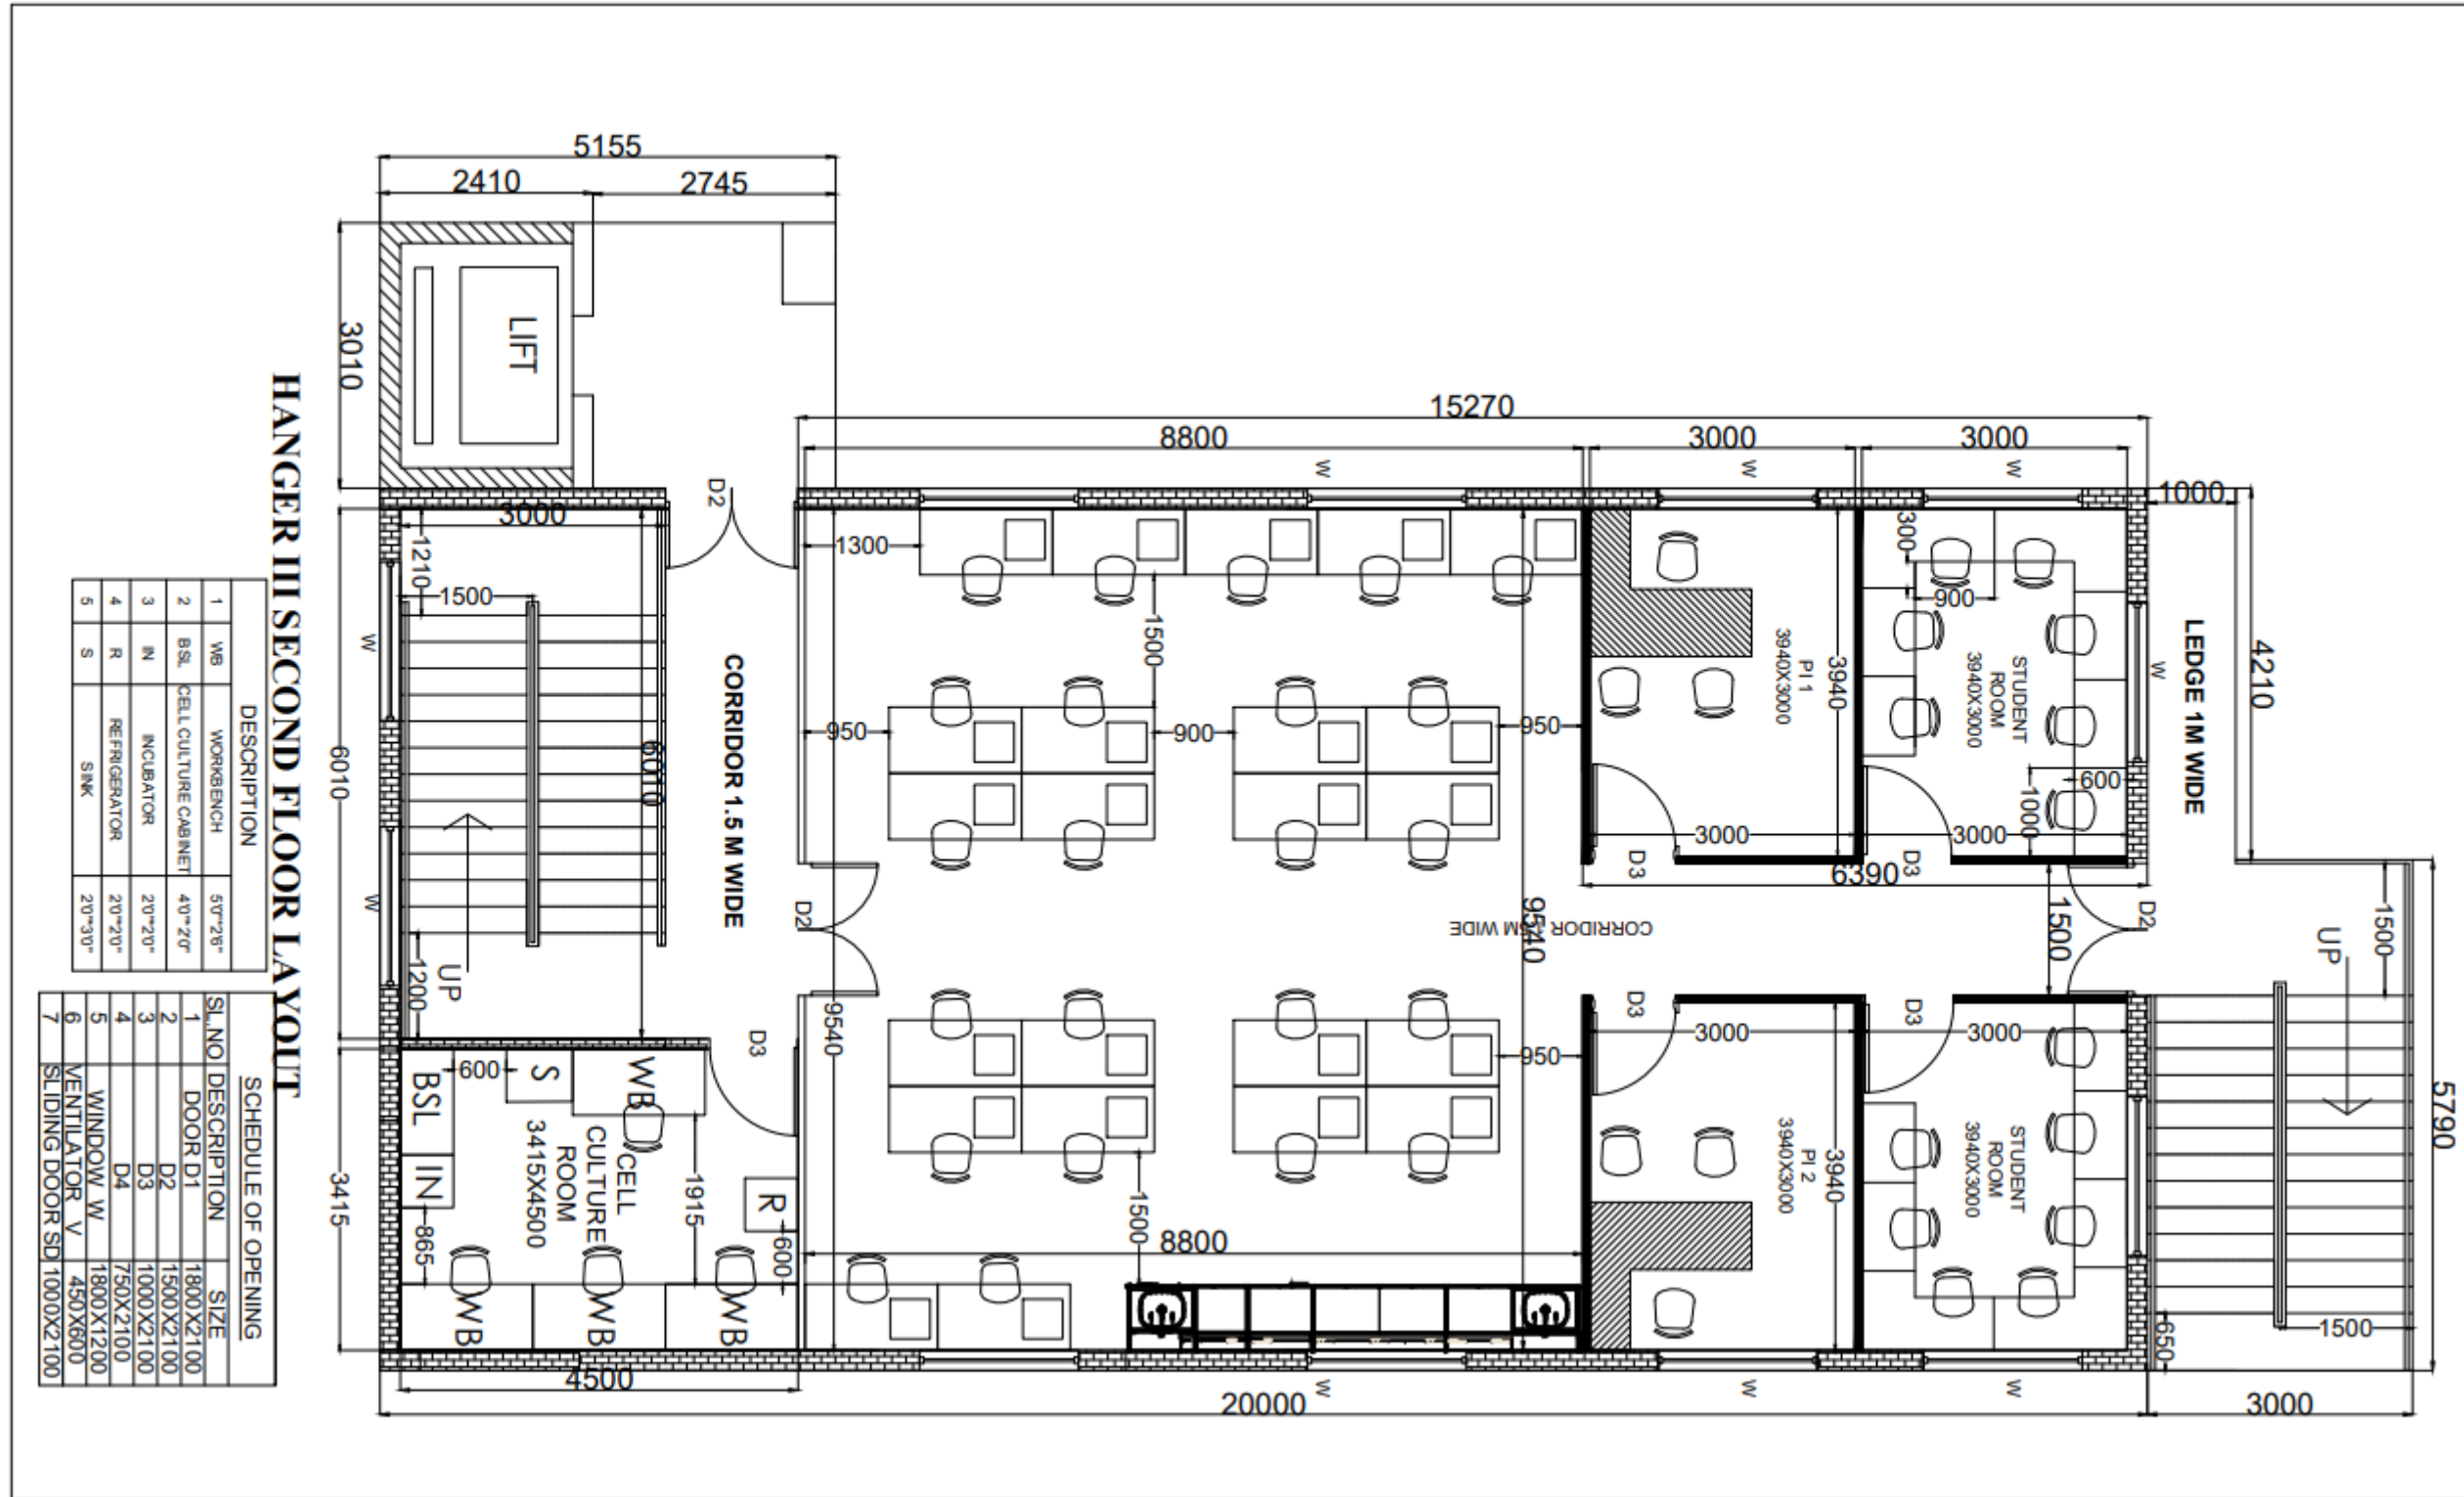 HANGER III SECOND FLOOR LAYOUT
5155
2410
2745
3010
LIFT
15270
8800
3000
3000
W
W
W
D2
1000
3000
1210
1500
1300
1500
300
900
LEDGE 1M WIDE
4210
W
W
CORRIDOR 1.5 M WIDE
950
900
950
PI 1
3940X3000
3940
STUDENT
ROOM
3940X3000
600
1000
3000
3000
6010
6010
D3
D3
6390
W
UP
1200
D2
9540
9540
1500
D2
UP
1500
5790
D3
D3
D3
3000
3000
950
BSL
600
S
WB
IN
865
CELL
CULTURE
ROOM
3415X4500
1915
R
600
WB
WB
WB
3415
1500
8800
PI 2
3940X3000
3940
STUDENT
ROOM
3940X3000
1500
650
4500
W
W
W
20000
3000
DESCRIPTION
1 WB WORKBENCH 5'0"*2'6"
2 BSL CELL CULTURE CABINET 4'0"*2'0"
3 IN INCUBATOR 2'0"*2'0"
4 R REFRIGERATOR 2'0"*2'0"
5 S SINK 2'0"*3'0"
SCHEDULE OF OPENING
SL.NO DESCRIPTION SIZE
1 DOOR D1 1800X2100
2 D2 1500X2100
3 D3 1000X2100
4 D4 750X2100
5 WINDOW W 1800X1200
6 VENTILATOR V 450X600
7 SLIDING DOOR SD 1000X2100
CORRIDOR WIDE